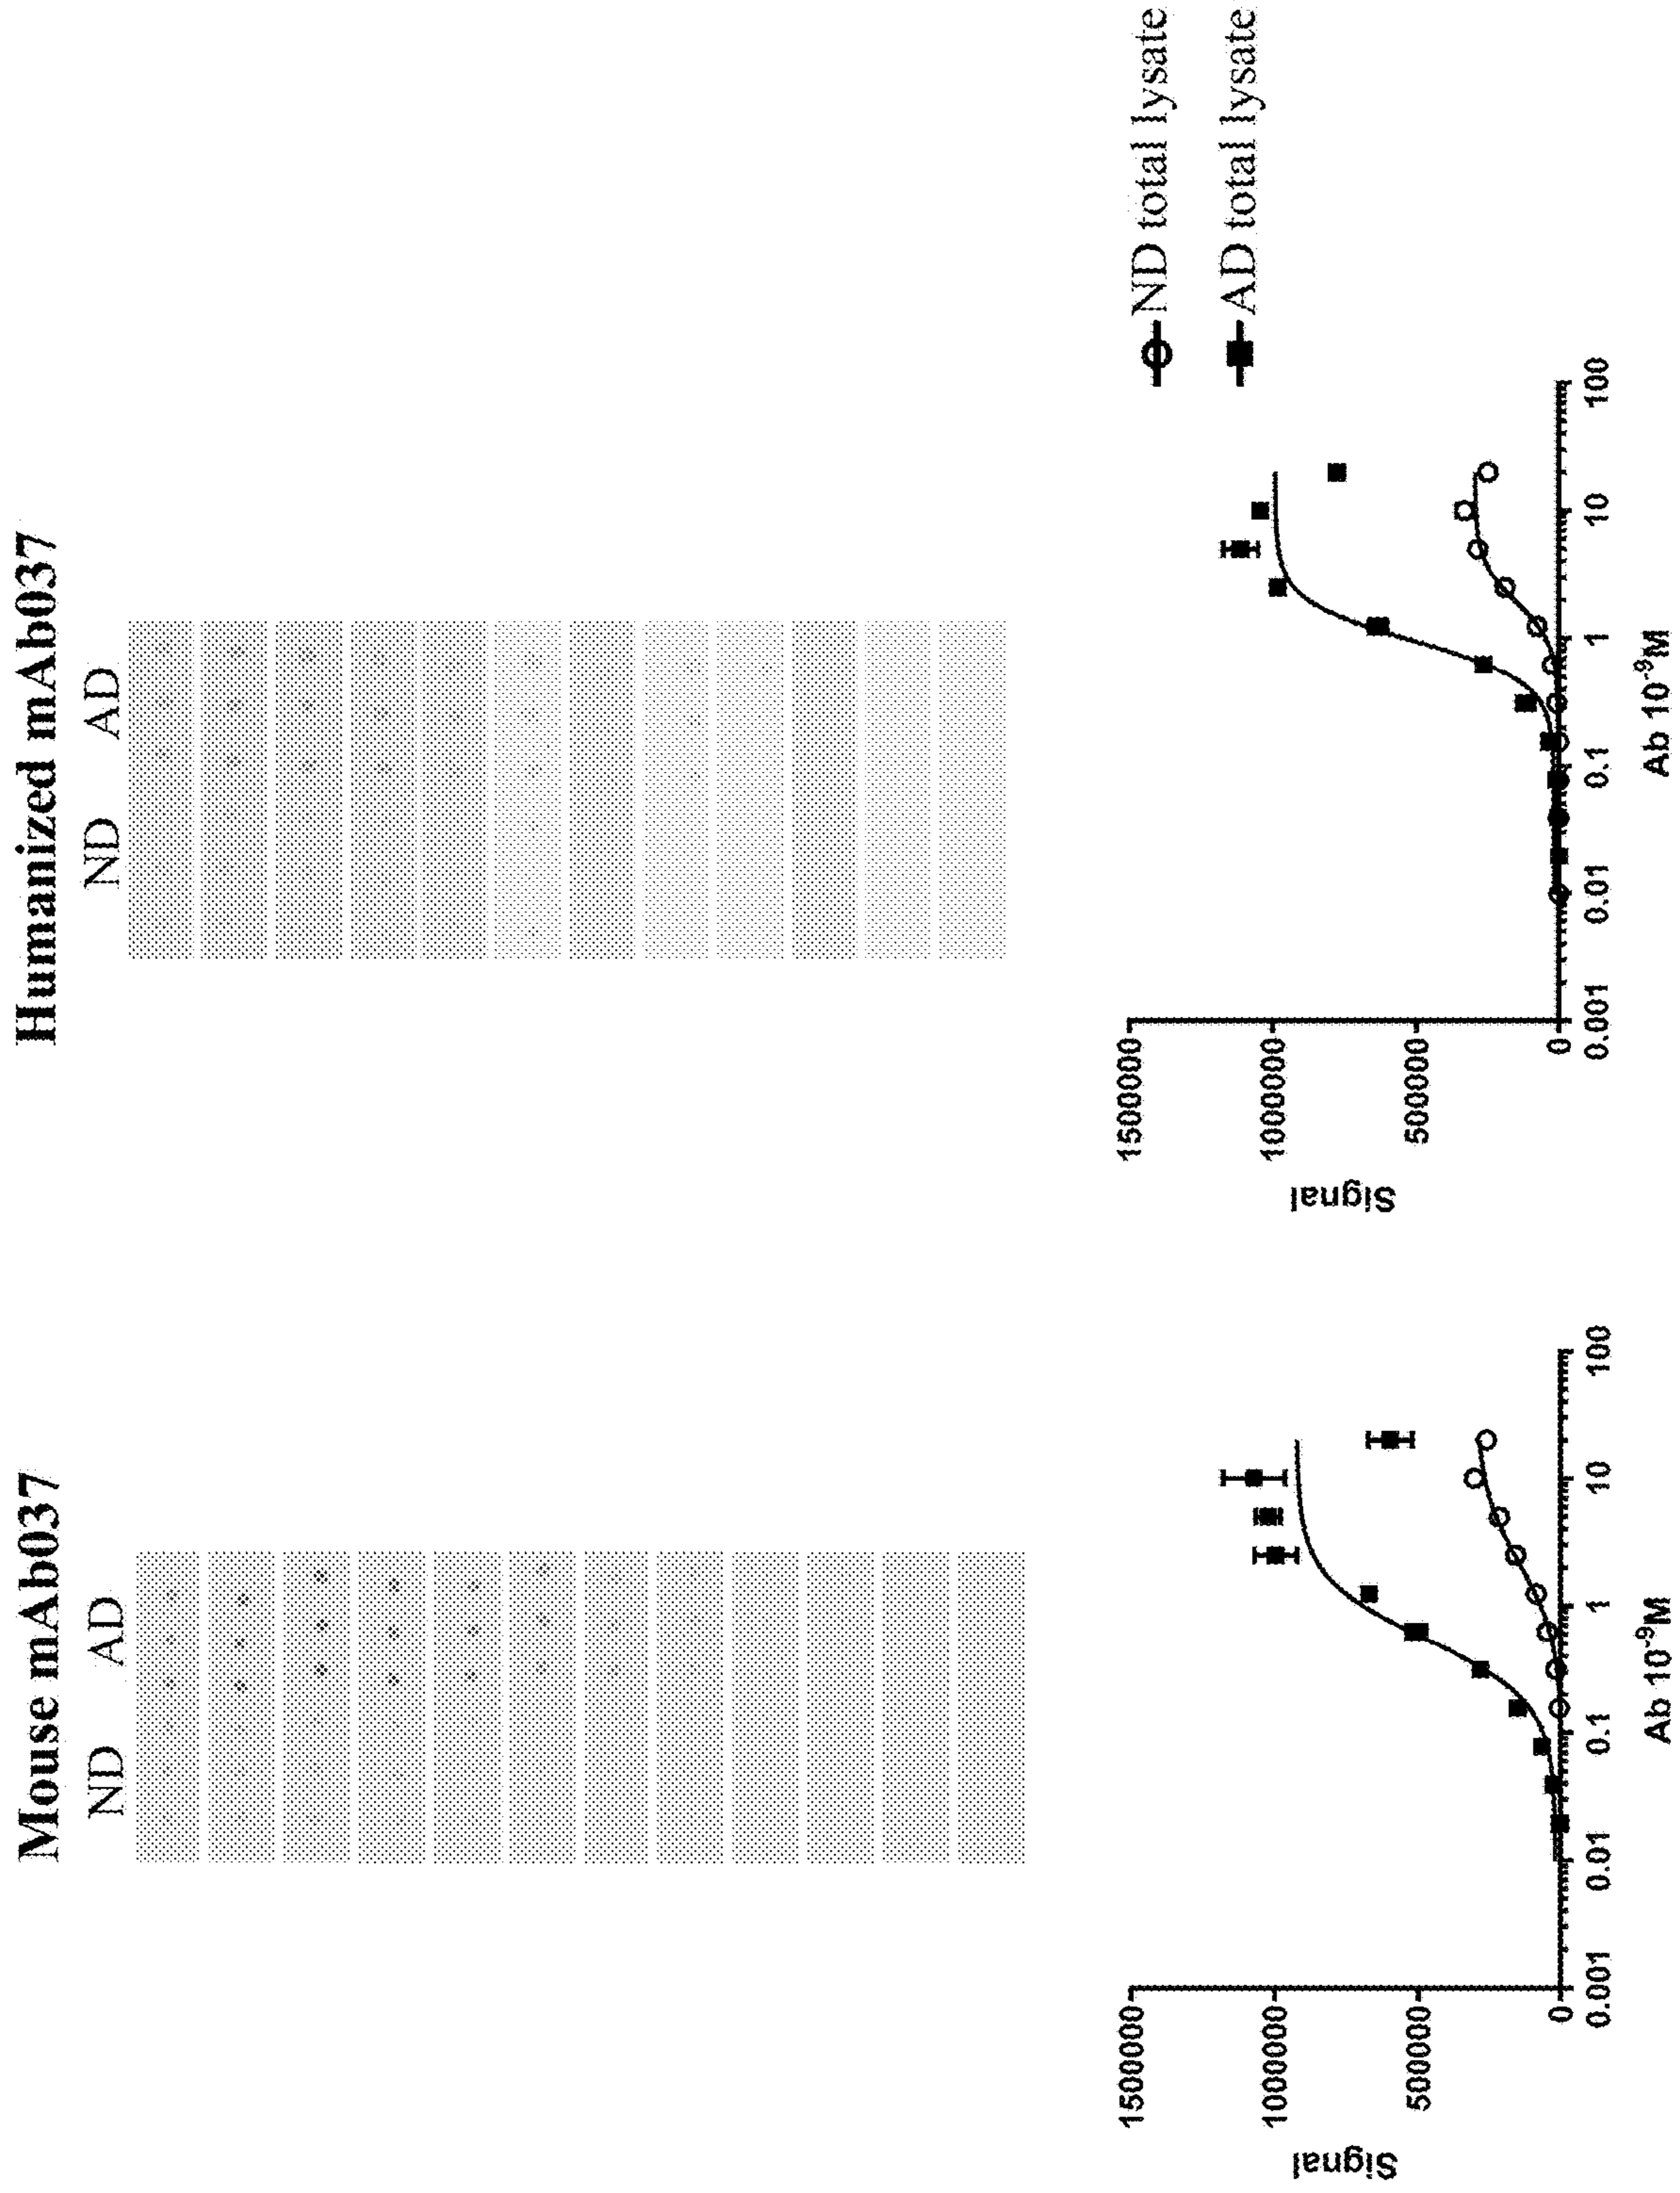 Mouse mAb037
ND AD
Signal
1500000
1000000
500000
0
0.001 0.01 0.1 1 10 100
Ab 10⁻⁹M
Humanized mAb037
ND AD
Signal
1500000
1000000
500000
0
0.001 0.01 0.1 1 10 100
Ab 10⁻⁹M
ND total lysate
AD total lysate